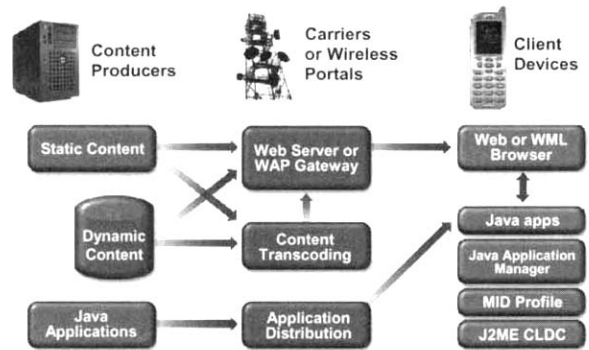 Content
Producers
Carriers
or Wireless
Portals
Client
Devices
Static Content
Web Server or
WAP Gateway
Web or WML
Browser
Dynamic
Content
Content
Transcoding
Java apps
Java Application
Manager
MID Profile
J2ME CLDC
Java
Applications
Application
Distribution